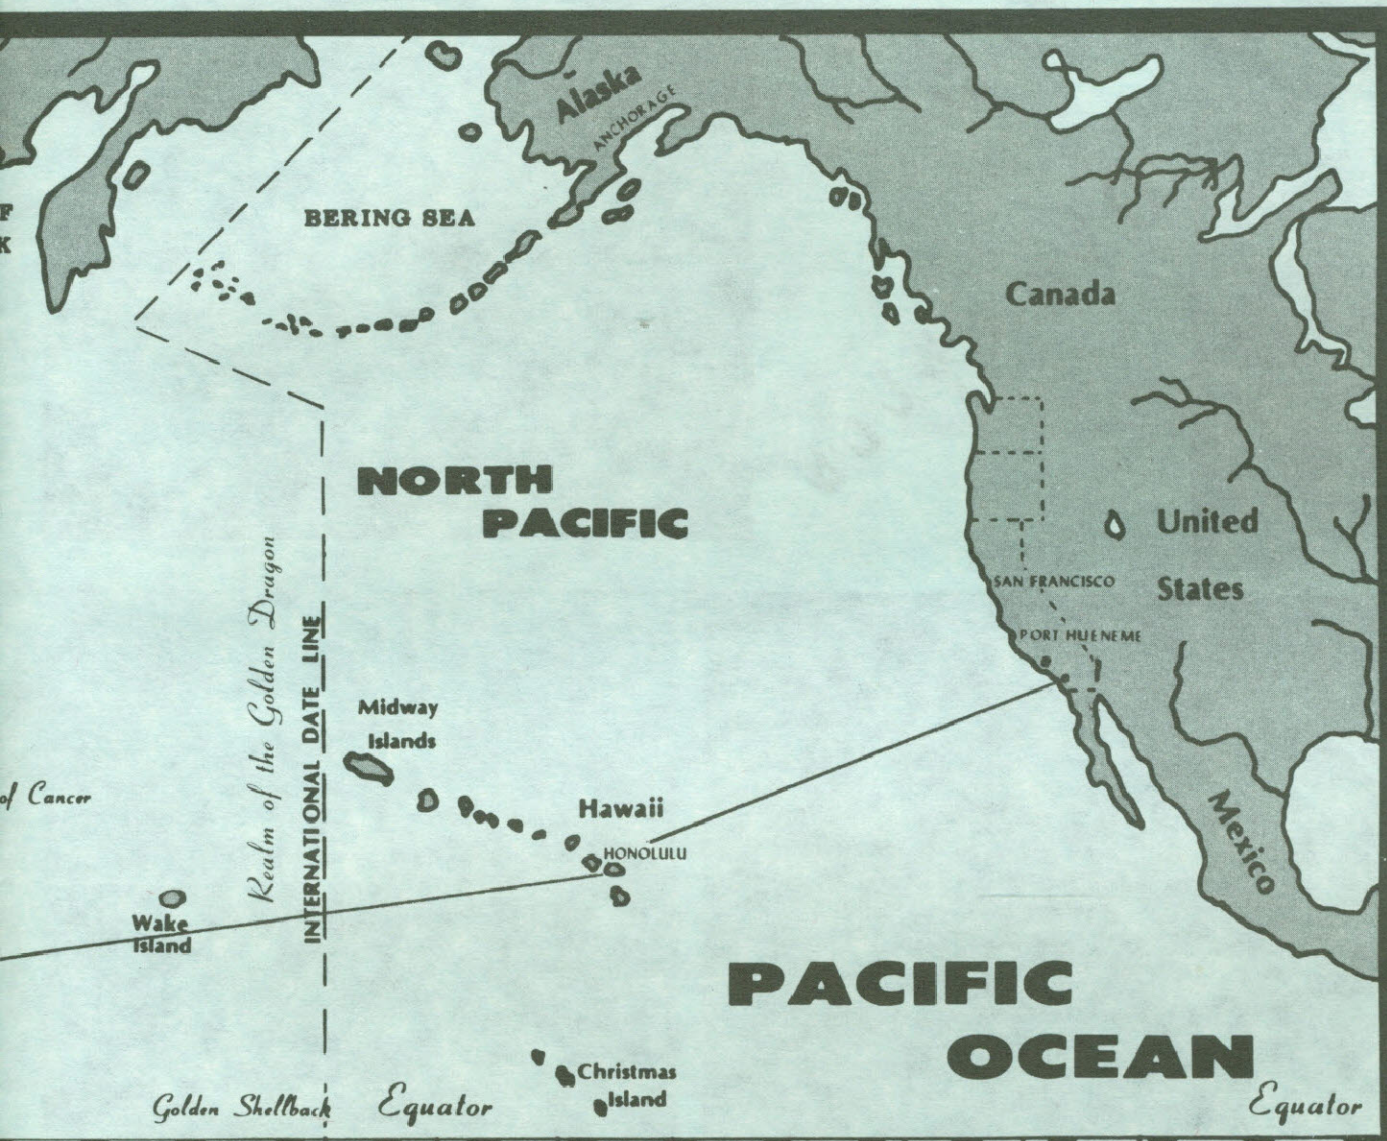 Alaska
ANCHORAGE
F
K
BERING SEA
Canada
NORTH
PACIFIC
United
States
SAN FRANCISCO
PORT HUENEME
Realm of the Golden Dragon
INTERNATIONAL DATE LINE
Midway
Islands
of Cancer
Hawaii
HONOLULU
Mexico
Wake
Island
PACIFIC
OCEAN
Christmas
Island
Golden Shellback
Equator
Equator